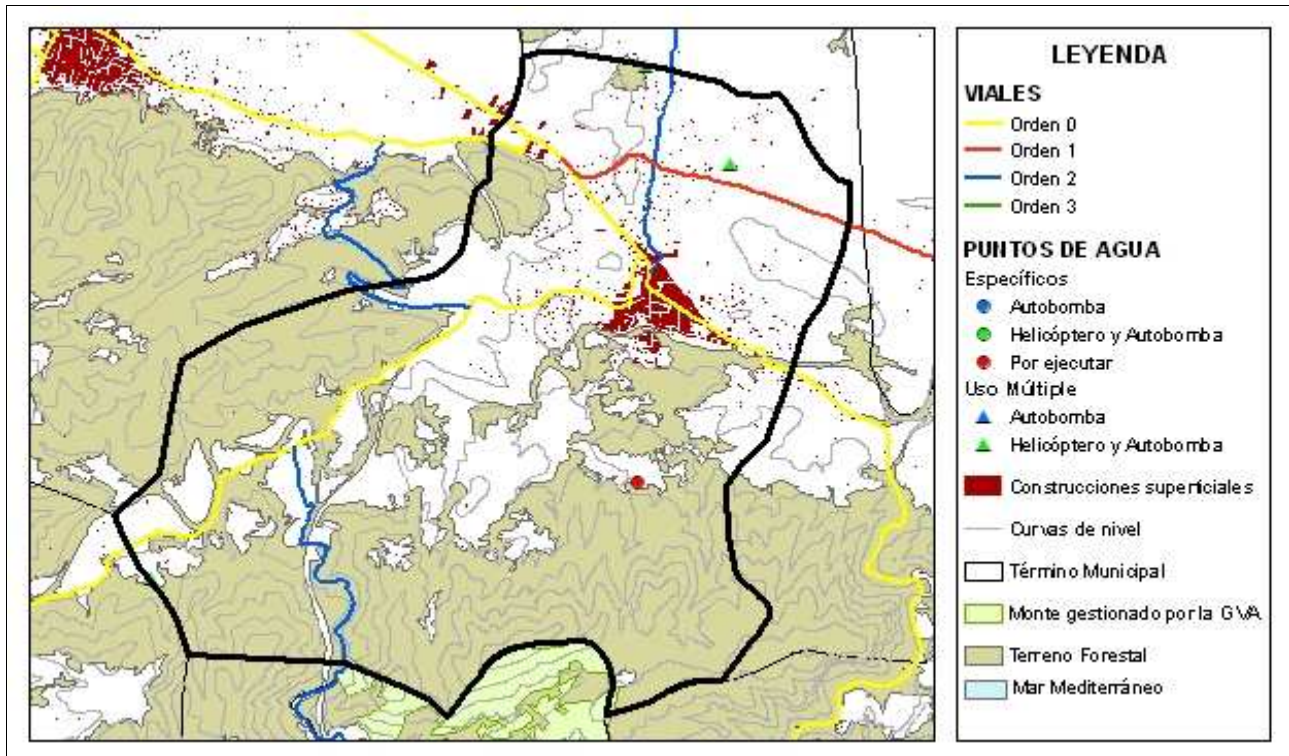 LEYENDA
VIALES
Orden 0
Orden 1
Orden 2
Orden 3
PUNTOS DE AGUA
Específicos
Autobomba
Helicóptero y Autobomba
Por ejecutar
Uso Múltiple
Autobomba
Helicóptero y Autobomba
Construcciones superficiales
Curvas de nivel
Término Municipal
Monte gestionado por la GVA
Terreno Forestal
Mar Mediterráneo